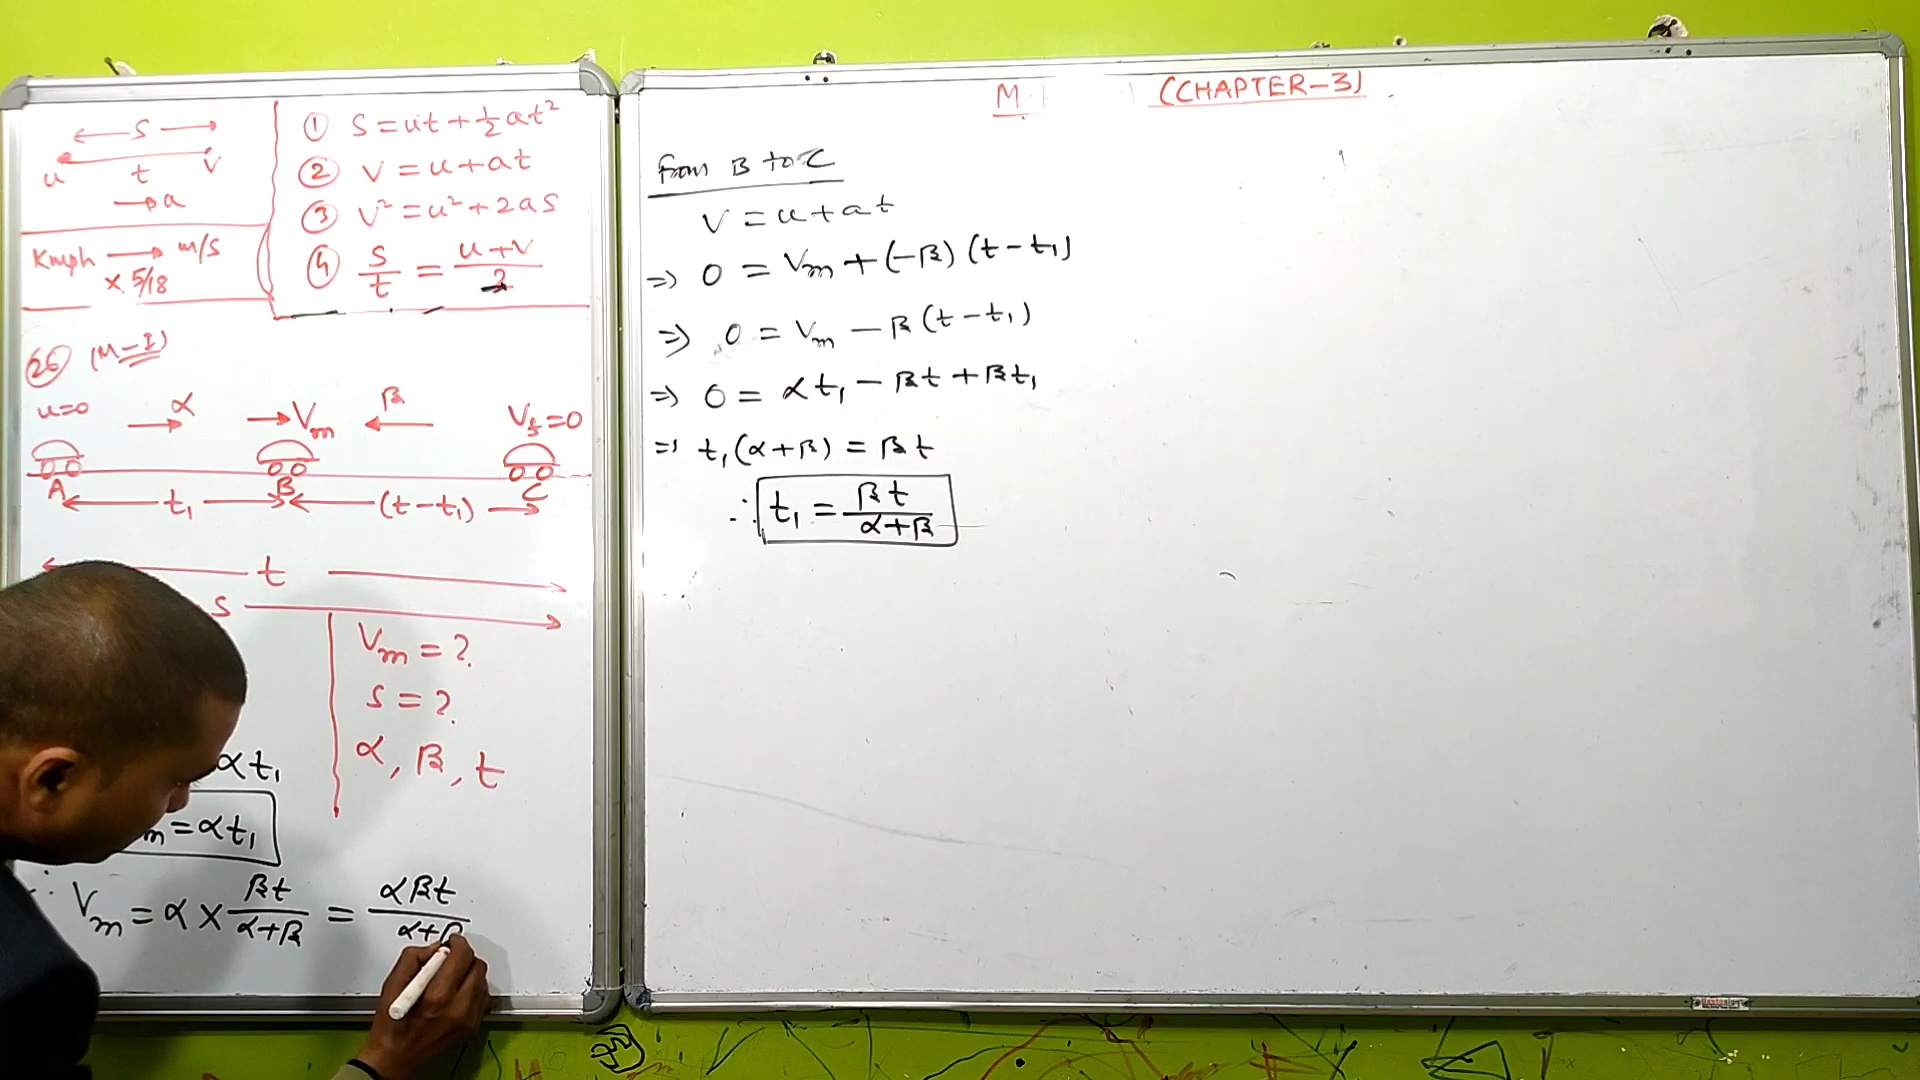 S
u t V
→ a
Kmph → m/s
× 5/18
① S = ut + ½ at²
② V = u + at
③ V² = u² + 2as
④ S/t = (u+V)/2
(26) (M-I)
u=0 α → Vm β Vf=0
A B C
t₁ (t-t₁)
t
S
Vm = ?
S = ?
α, β, t
αt₁
m = αt₁
∴ Vm = α × βt/(α+β) = αβt/(α+β
M (CHAPTER-3)
From B to C
V = u + at
⇒ 0 = Vm + (-β) (t - t₁)
⇒ 0 = Vm - β (t - t₁)
⇒ 0 = αt₁ - βt + βt₁
⇒ t₁(α+β) = βt
∴ t₁ = βt/(α+β)